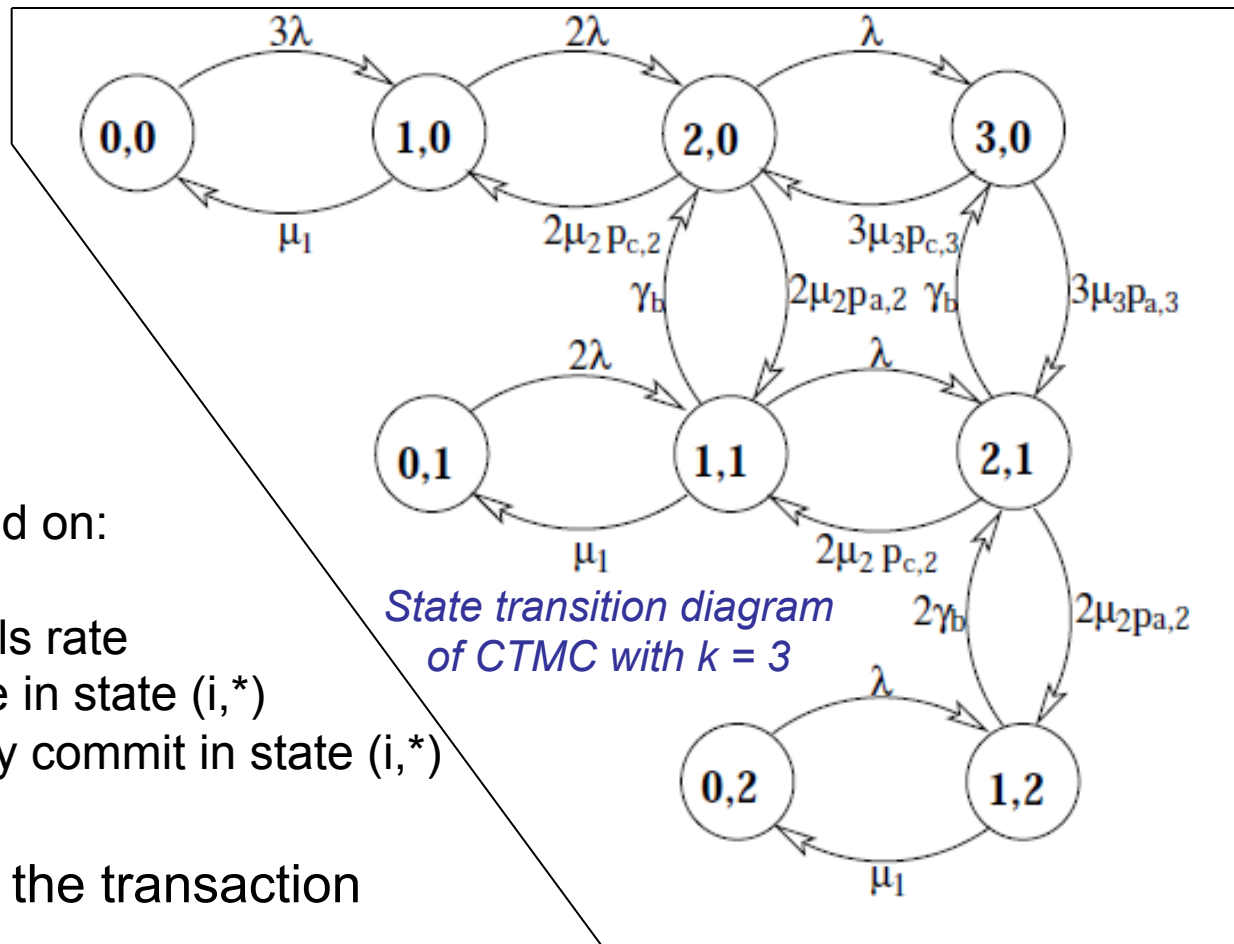 3λ 2λ λ
0,0 1,0 2,0 3,0
μ1 2μ2 pc,2 3μ3pc,3
γb 2μ2pa,2 γb 3μ3pa,3
2λ λ
0,1 1,1 2,1
d on:
μ1 2μ2 pc,2
State transition diagram
of CTMC with k = 3
2γb 2μ2pa,2
ls rate
e in state (i,*)
y commit in state (i,*)
λ
0,2 1,2
the transaction
μ1